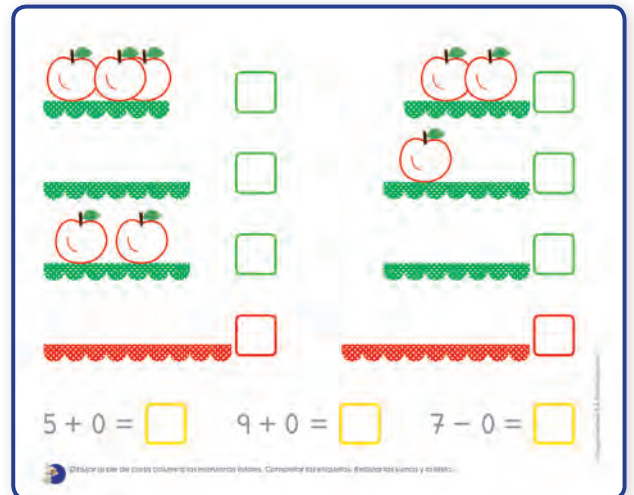 5 + 0 =
9 + 0 =
7 − 0 =
Dibujar al pie de cada columna las manzanas totales. Completar las etiquetas. Realizar las sumas y la resta.